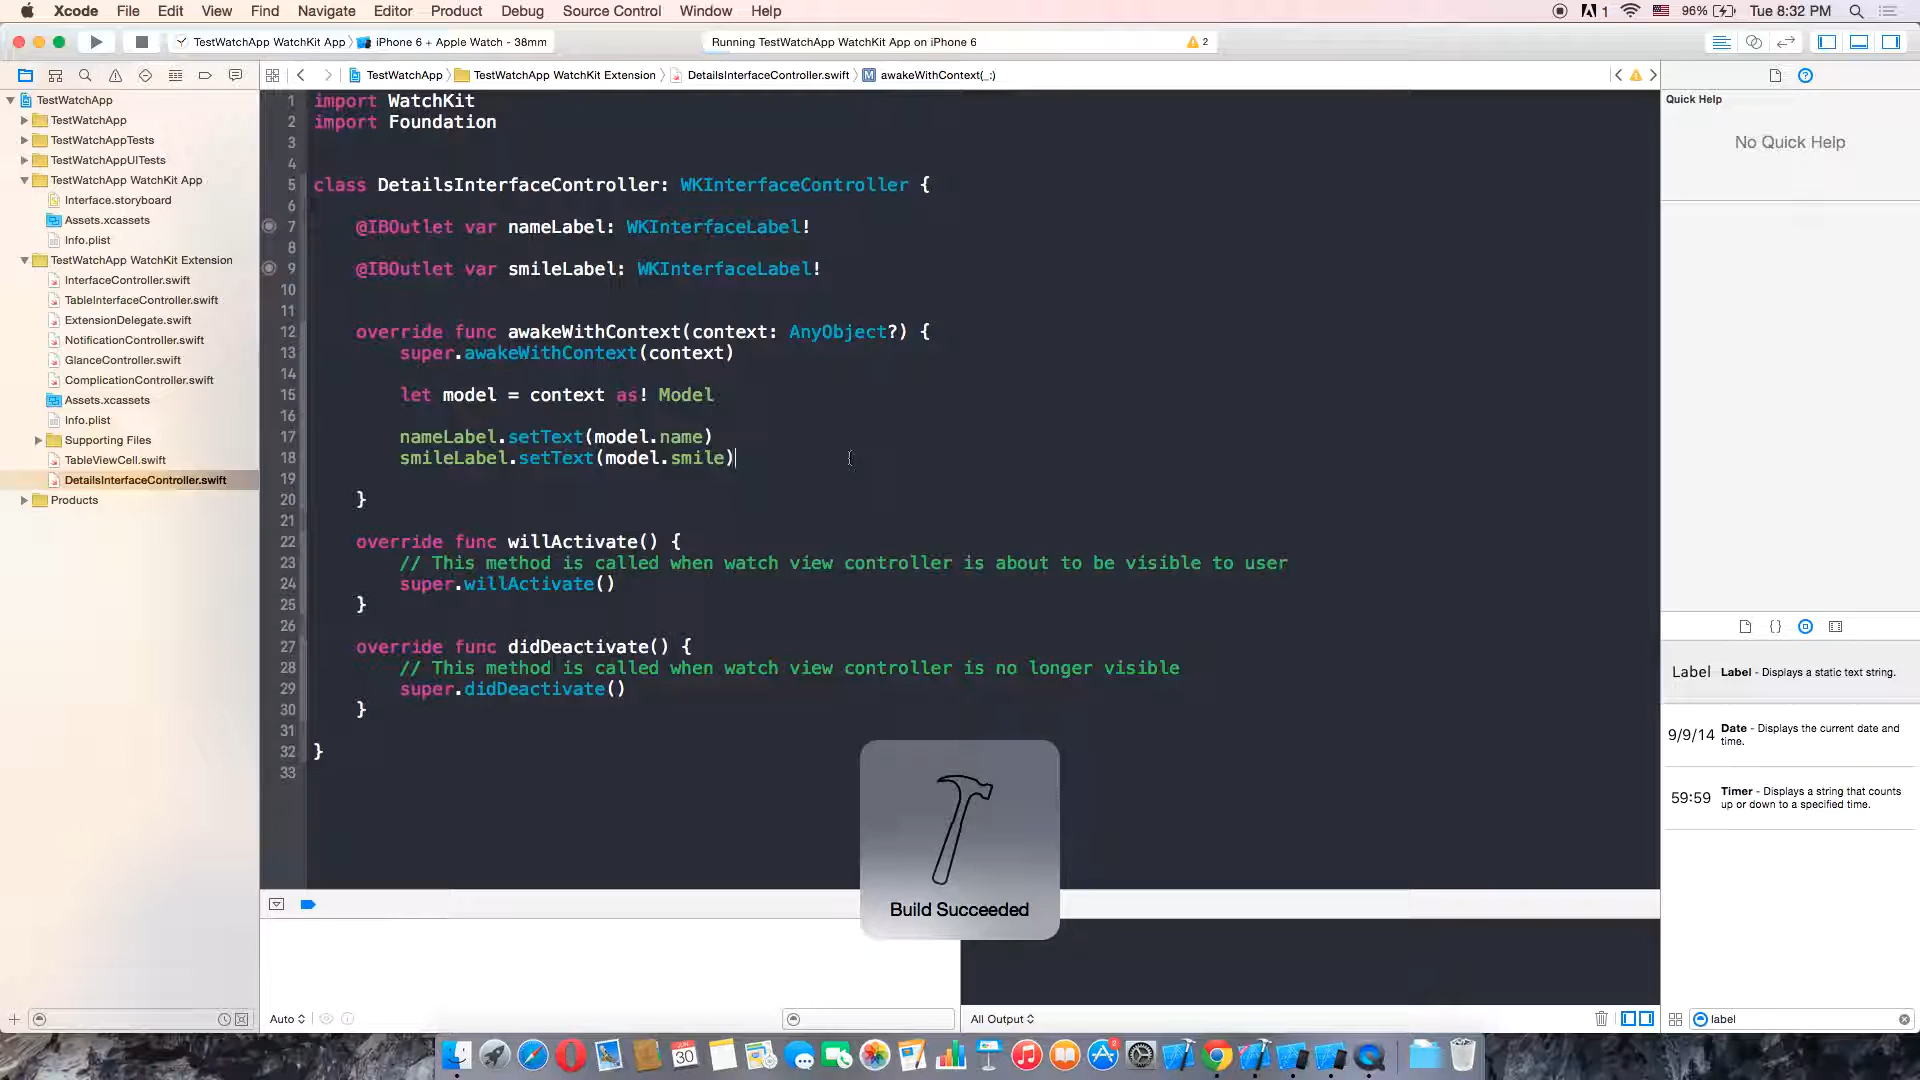 Xcode File Edit View Find Navigate Editor Product Debug Source Control Window Help
1 96% Tue 8:32 PM
TestWatchApp WatchKit App iPhone 6 + Apple Watch - 38mm
Running TestWatchApp WatchKit App on iPhone 6
2
TestWatchApp TestWatchApp WatchKit Extension DetailsInterfaceController.swift M awakeWithContext(_:)
TestWatchApp
TestWatchApp
TestWatchAppTests
TestWatchAppUITests
TestWatchApp WatchKit App
Interface.storyboard
Assets.xcassets
Info.plist
TestWatchApp WatchKit Extension
InterfaceController.swift
TableInterfaceController.swift
ExtensionDelegate.swift
NotificationController.swift
GlanceController.swift
ComplicationController.swift
Assets.xcassets
Info.plist
Supporting Files
TableViewCell.swift
DetailsInterfaceController.swift
Products
1 import WatchKit
2 import Foundation
3
4
5 class DetailsInterfaceController: WKInterfaceController {
6
7 @IBOutlet var nameLabel: WKInterfaceLabel!
8
9 @IBOutlet var smileLabel: WKInterfaceLabel!
10
11
12 override func awakeWithContext(context: AnyObject?) {
13 super.awakeWithContext(context)
14
15 let model = context as! Model
16
17 nameLabel.setText(model.name)
18 smileLabel.setText(model.smile)
19
20 }
21
22 override func willActivate() {
23 // This method is called when watch view controller is about to be visible to user
24 super.willActivate()
25 }
26
27 override func didDeactivate() {
28 // This method is called when watch view controller is no longer visible
29 super.didDeactivate()
30 }
31
32 }
33
Build Succeeded
Auto
All Output
Quick Help
No Quick Help
{}
Label Label - Displays a static text string.
9/9/14 Date - Displays the current date and
time.
59:59 Timer - Displays a string that counts
up or down to a specified time.
label
JUN
30
2